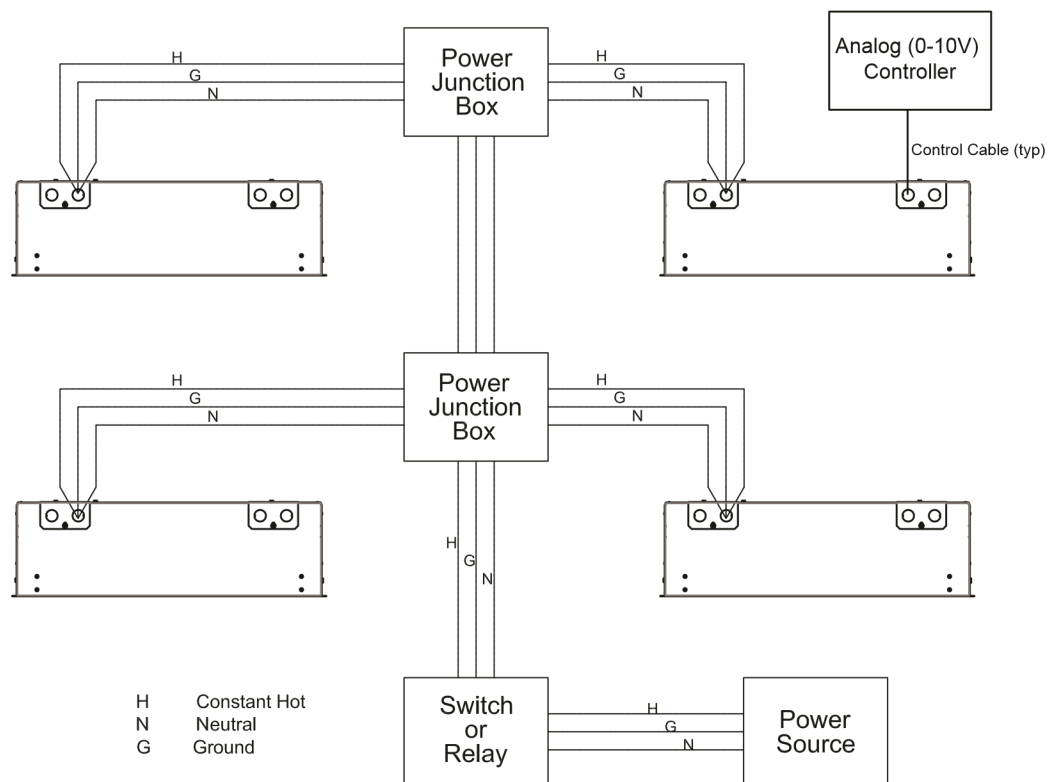 H
G
N
Power
Junction
Box
H
G
N
Analog (0-10V)
Controller
Control Cable (typ)
H
G
N
Power
Junction
Box
H
G
N
H
G
N
H Constant Hot
N Neutral
G Ground
Switch
or
Relay
H
G
N
Power
Source